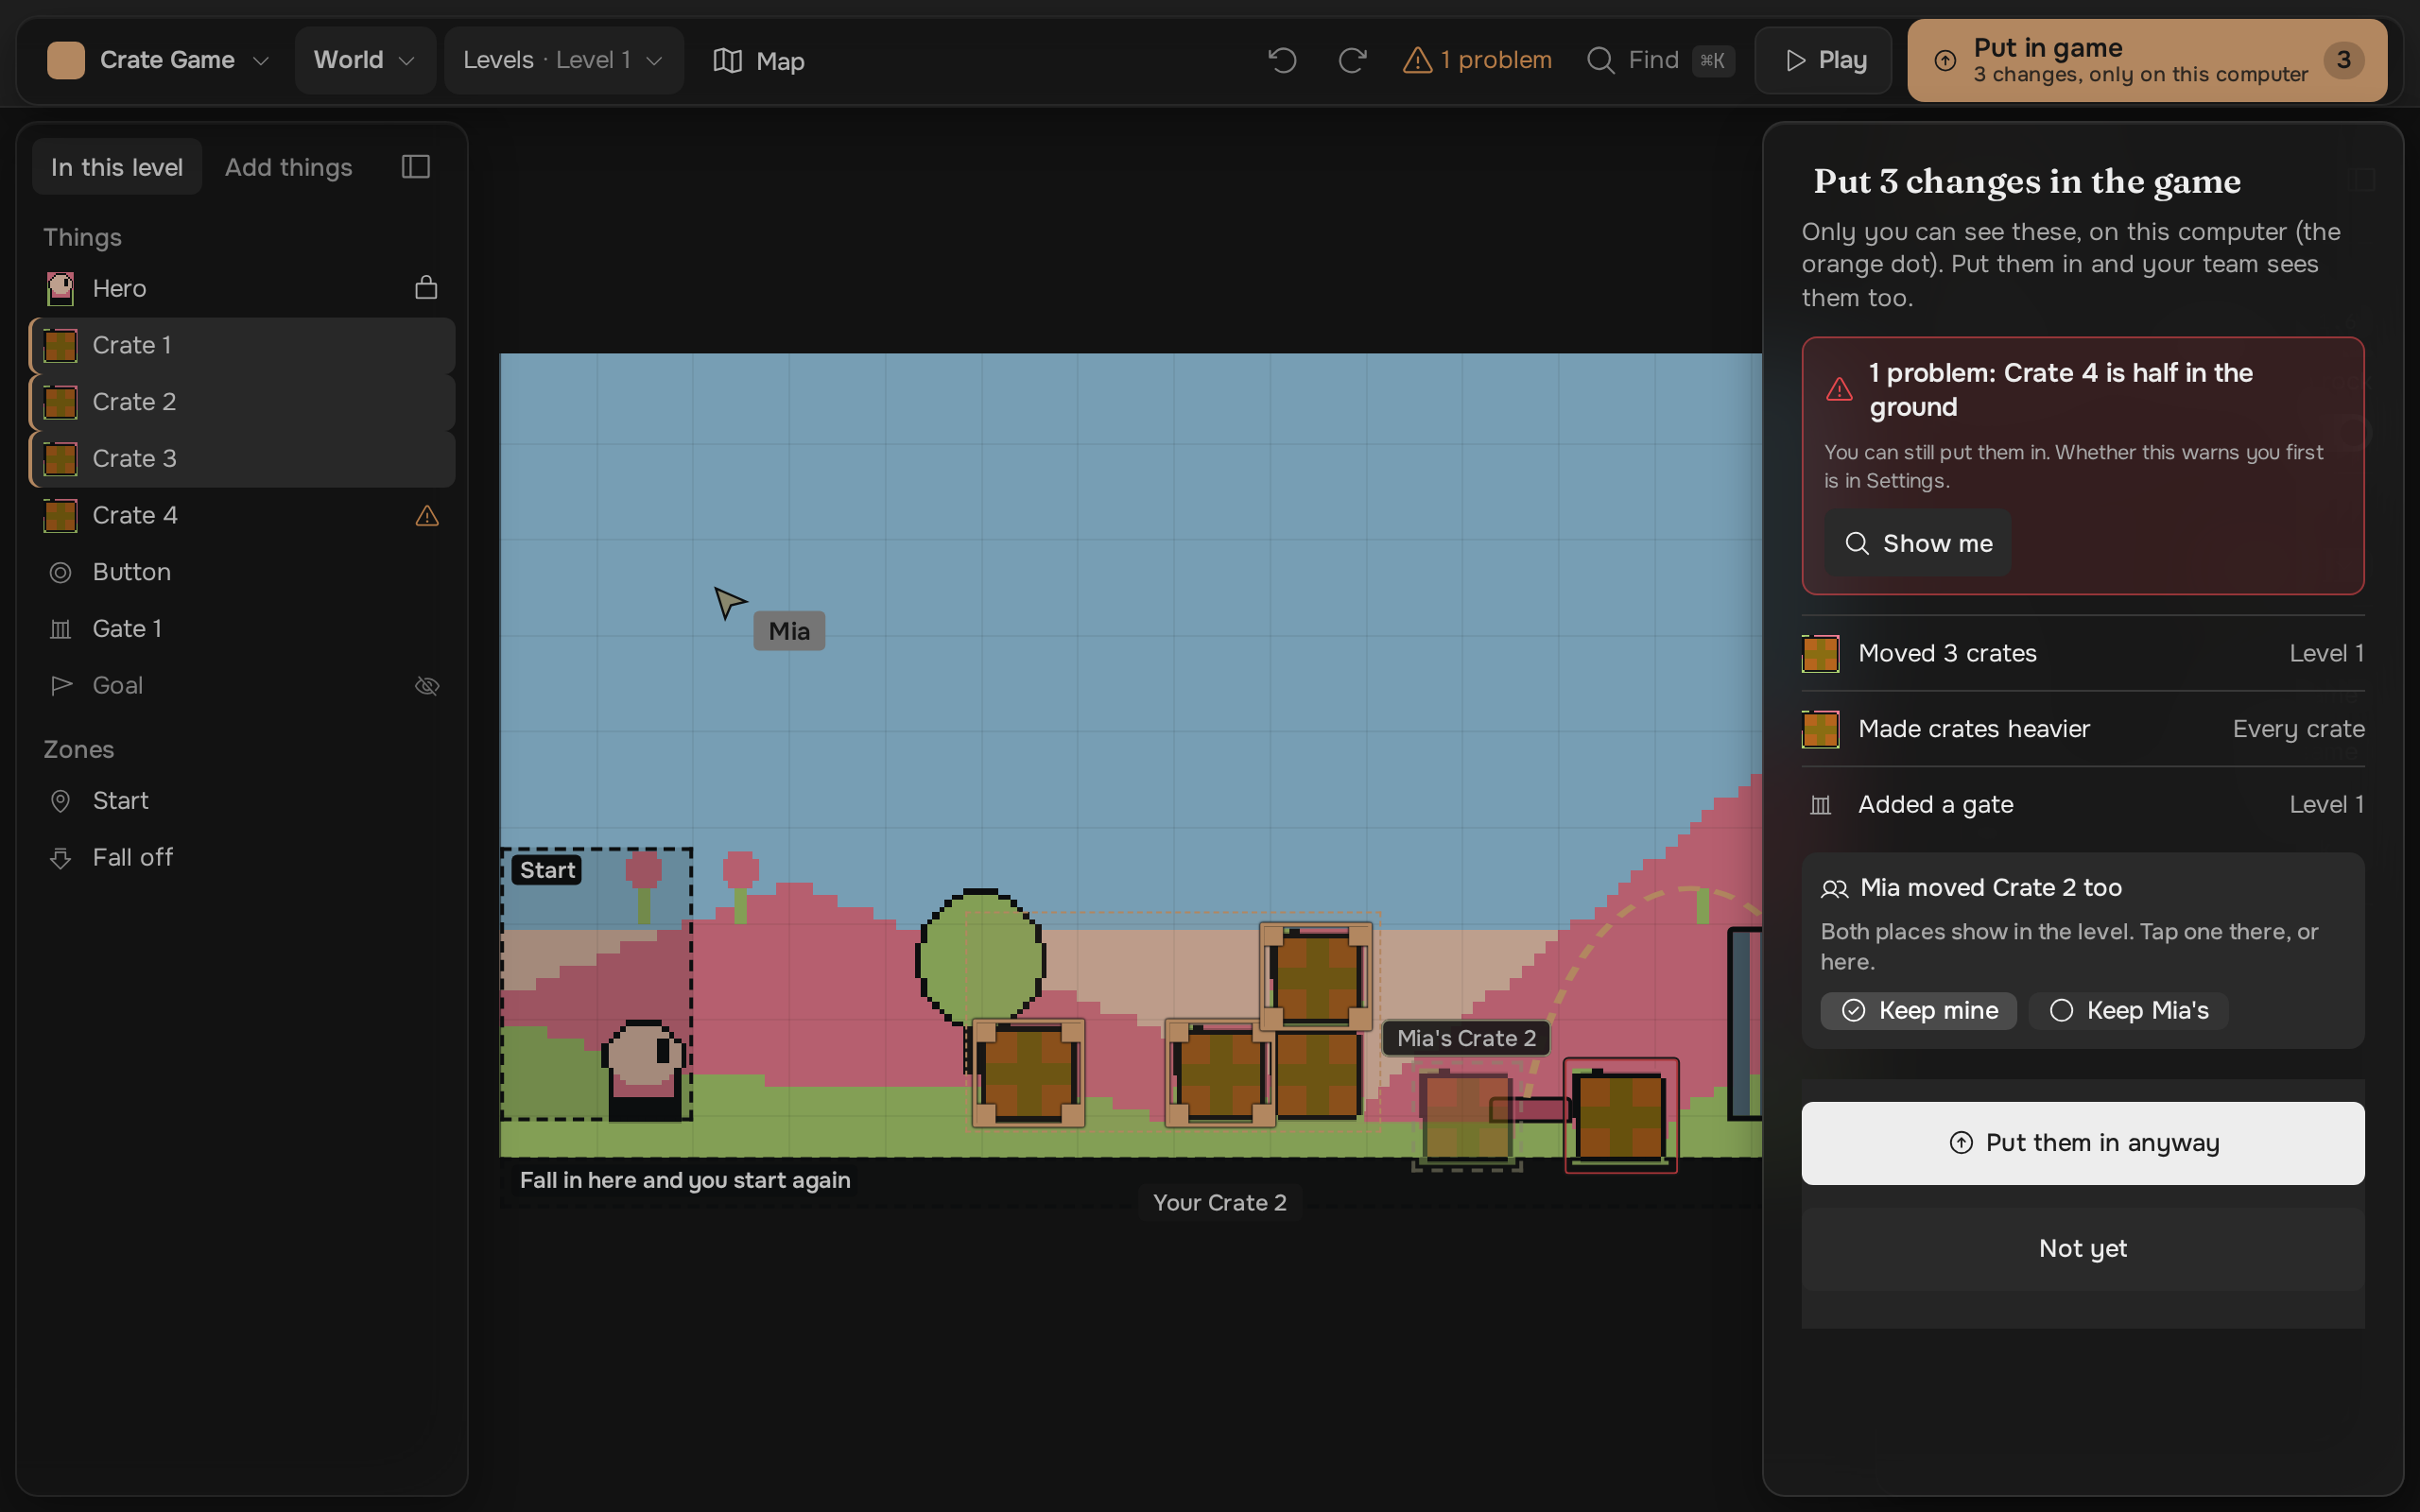 Crate Game
World
Levels · Level 1
Map
1 problem
Find
⌘K
Play
Put in game
3 changes, only on this computer
3
In this level
Add things
Things
Hero
Crate 1
Crate 2
Crate 3
Crate 4
Button
Gate 1
Goal
Zones
Start
Fall off
Mia
Start
Mia's Crate 2
Fall in here and you start again
Your Crate 2
Put 3 changes in the game
Only you can see these, on this computer (the
orange dot). Put them in and your team sees
them too.
1 problem: Crate 4 is half in the
ground
You can still put them in. Whether this warns you first
is in Settings.
Show me
Moved 3 crates
Level 1
Made crates heavier
Every crate
Added a gate
Level 1
Mia moved Crate 2 too
Both places show in the level. Tap one there, or
here.
Keep mine
Keep Mia's
Put them in anyway
Not yet